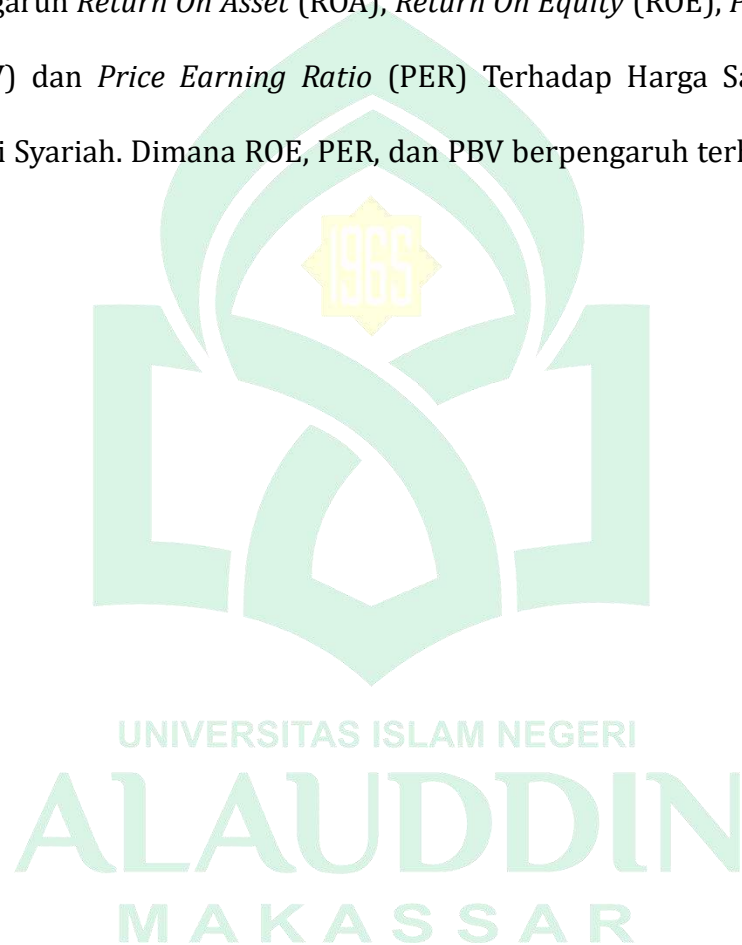 garuh Return On Asset (ROA), Return On Equity (ROE), P
) dan Price Earning Ratio (PER) Terhadap Harga Sa
i Syariah. Dimana ROE, PER, dan PBV berpengaruh terl
1965
UNIVERSITAS ISLAM NEGERI
ALAUDDIN
MAKASSAR